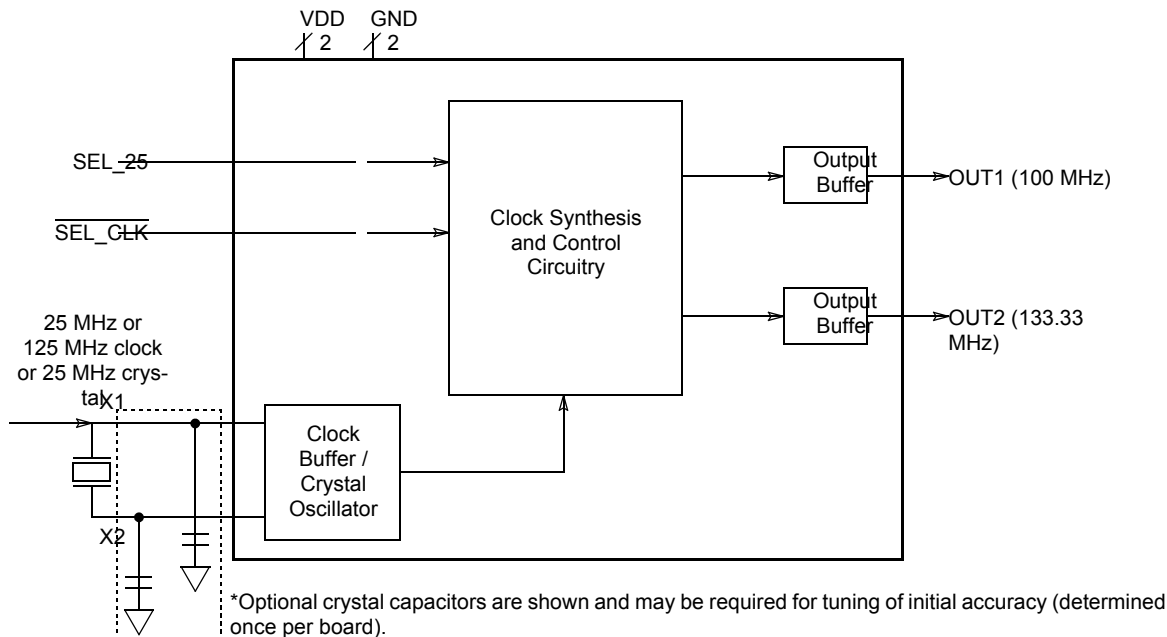 VDD GND
2 2
SEL_25
SEL_CLK
Clock Synthesis
and Control
Circuitry
Output
Buffer
OUT1 (100 MHz)
Output
Buffer
OUT2 (133.33
MHz)
25 MHz or
125 MHz clock
or 25 MHz crys-
tal
X1
X2
Clock
Buffer /
Crystal
Oscillator
*Optional crystal capacitors are shown and may be required for tuning of initial accuracy (determined
once per board).